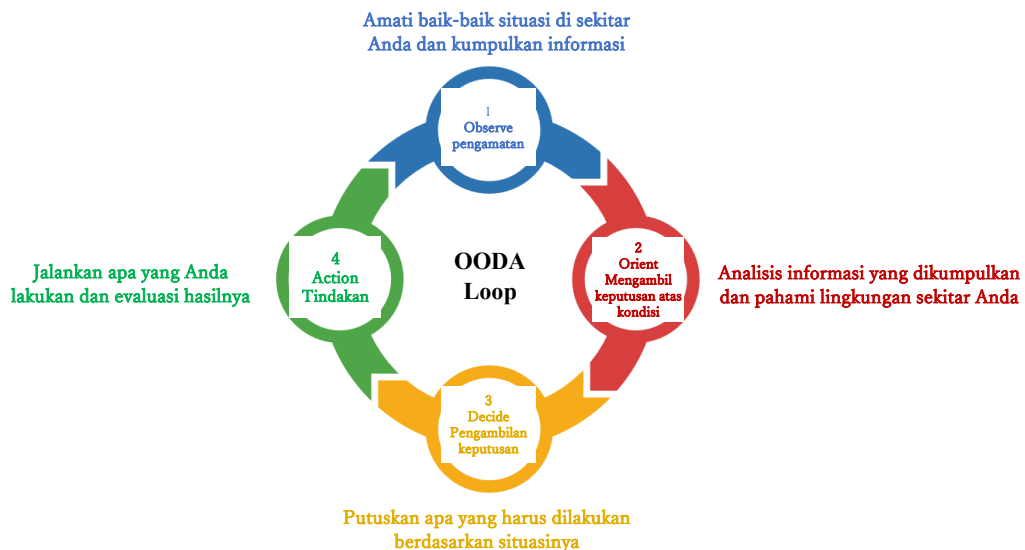 Amati baik-baik situasi di sekitar
Anda dan kumpulkan informasi
1
Observe
pengamatan
2
Orient
Mengambil
keputusan atas
kondisi
Analisis informasi yang dikumpulkan
dan pahami lingkungan sekitar Anda
OODA
Loop
3
Decide
Pengambilan
keputusan
Putuskan apa yang harus dilakukan
berdasarkan situasinya
4
Action
Tindakan
Jalankan apa yang Anda
lakukan dan evaluasi hasilnya